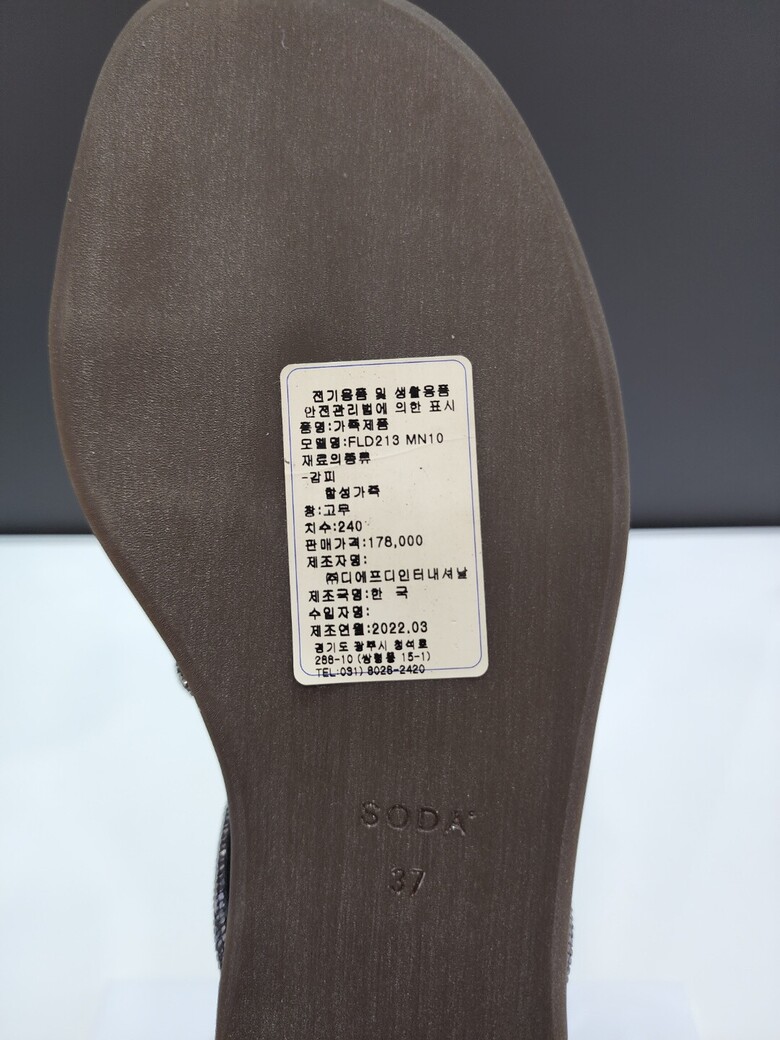 전기용품 및 생활용품
안전관리법에 의한 표시
품명:가죽제품
모델명:FLD213 MN10
재료의종류
-감피
합성가죽
창:고무
치수:240
판매가격:178,000
제조자명:
㈜디에프디인터내셔날
제조국명:한 국
수입자명:
제조연월:2022.03
경기도 광주시 청석로
268-10 (쌍령동 15-1)
TEL:031) 8028-2420
SODA
37